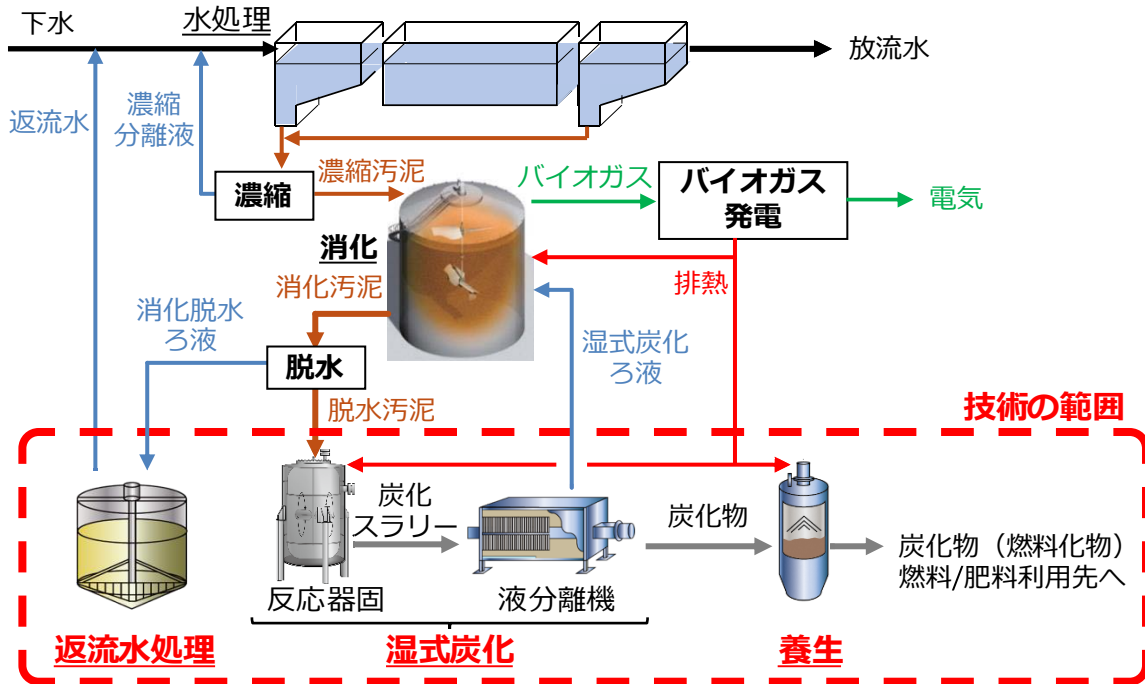 下水
水処理
放流水
返流水
濃縮
分離液
濃縮
濃縮汚泥
バイオガス
バイオガス
発電
電気
消化
消化汚泥
排熱
消化脱水
ろ液
湿式炭化
ろ液
脱水
脱水汚泥
技術の範囲
炭化
スラリー
炭化物
炭化物（燃料化物）
燃料/肥料利用先へ
反応器固
液分離機
返流水処理
湿式炭化
養生